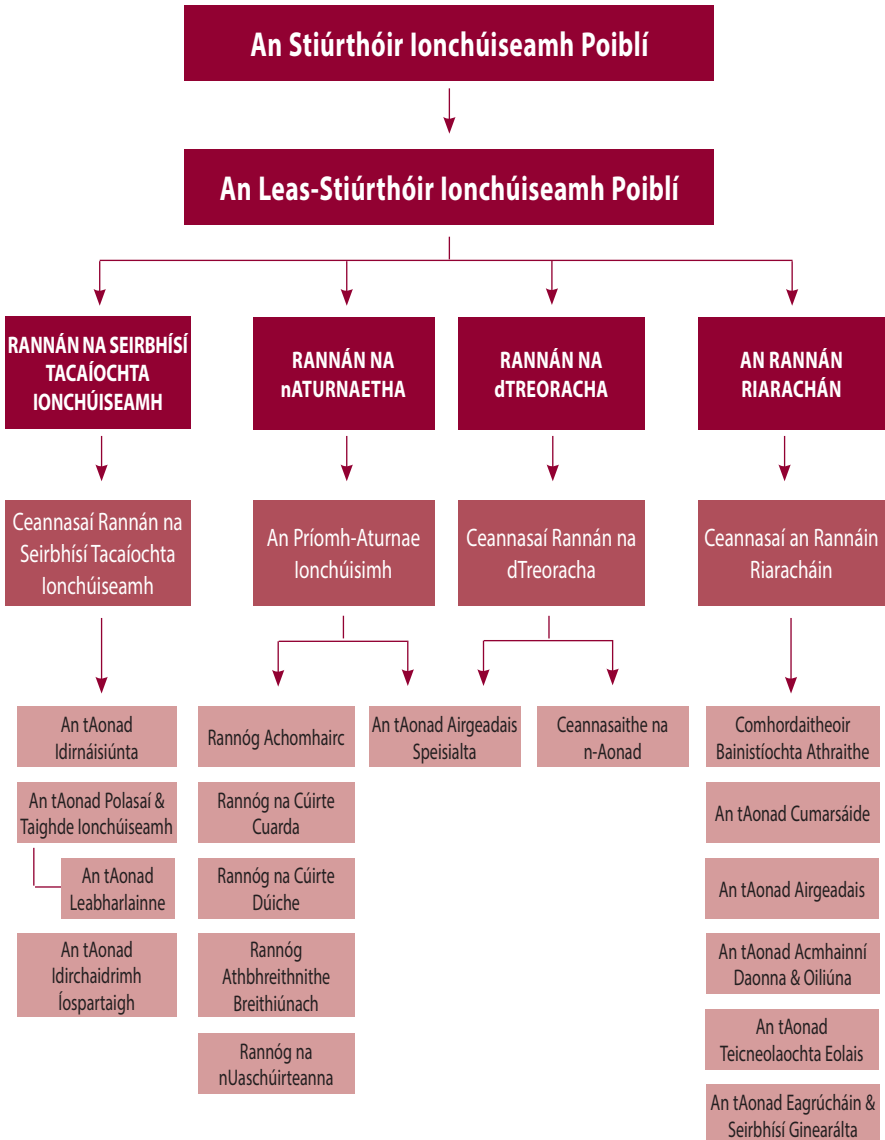 An Stiúrthóir Ionchúiseamh Poiblí
An Leas-Stiúrthóir Ionchúiseamh Poiblí
RANNÁN NA SEIRBHÍSÍ
TACAÍOCHTA
IONCHÚISEAMH
RANNÁN NA
nATURNAETHA
RANNÁN NA
dTREORACHA
AN RANNÁN
RIARACHÁN
Ceannasaí Rannán na
Seirbhísí Tacaíochta
Ionchúiseamh
An Príomh-Aturnae
Ionchúisimh
Ceannasaí Rannán na
dTreoracha
Ceannasaí an Rannáin
Riaracháin
An tAonad
Idirnáisiúnta
An tAonad Polasaí &
Taighde Ionchúiseamh
An tAonad
Leabharlainne
An tAonad
Idirchaidrimh
Íospartaigh
Rannóg Achomhairc
Rannóg na Cúirte
Cuarda
Rannóg na Cúirte
Dúiche
Rannóg
Athbhreithnithe
Breithiúnach
Rannóg na
nUaschúirteanna
An tAonad Airgeadais
Speisialta
Ceannasaithe na
n-Aonad
Comhordaitheoir
Bainistíochta Athraithe
An tAonad Cumarsáide
An tAonad Airgeadais
An tAonad Acmhainní
Daonna & Oiliúna
An tAonad
Teicneolaochta Eolais
An tAonad Eagrúcháin &
Seirbhísí Ginearálta